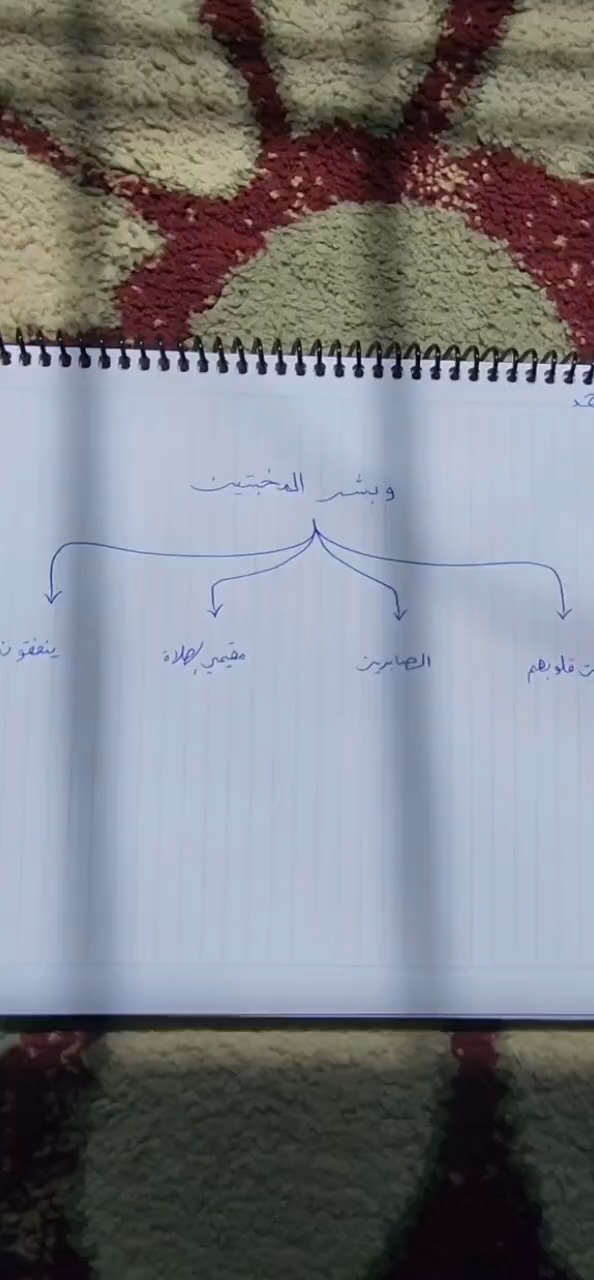 وبشر المخبتين
قلوبهم
الصابرين
مقيمي الصلاة
ينفقون